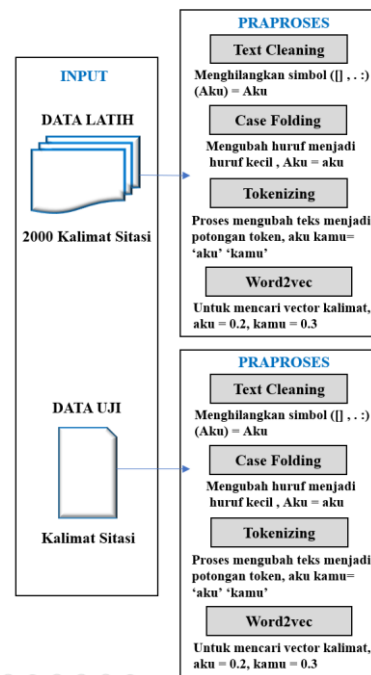 INPUT
DATA LATIH
2000 Kalimat Sitasi
DATA UJI
Kalimat Sitasi
PRAPROSES
Text Cleaning
Menghilangkan simbol ([] , . :)
(Aku) = Aku
Case Folding
Mengubah huruf menjadi
huruf kecil , Aku = aku
Tokenizing
Proses mengubah teks menjadi
potongan token, aku kamu=
‘aku’ ‘kamu’
Word2vec
Untuk mencari vector kalimat,
aku = 0.2, kamu = 0.3
PRAPROSES
Text Cleaning
Menghilangkan simbol ([] , . :)
(Aku) = Aku
Case Folding
Mengubah huruf menjadi
huruf kecil , Aku = aku
Tokenizing
Proses mengubah teks menjadi
potongan token, aku kamu=
‘aku’ ‘kamu’
Word2vec
Untuk mencari vector kalimat,
aku = 0.2, kamu = 0.3